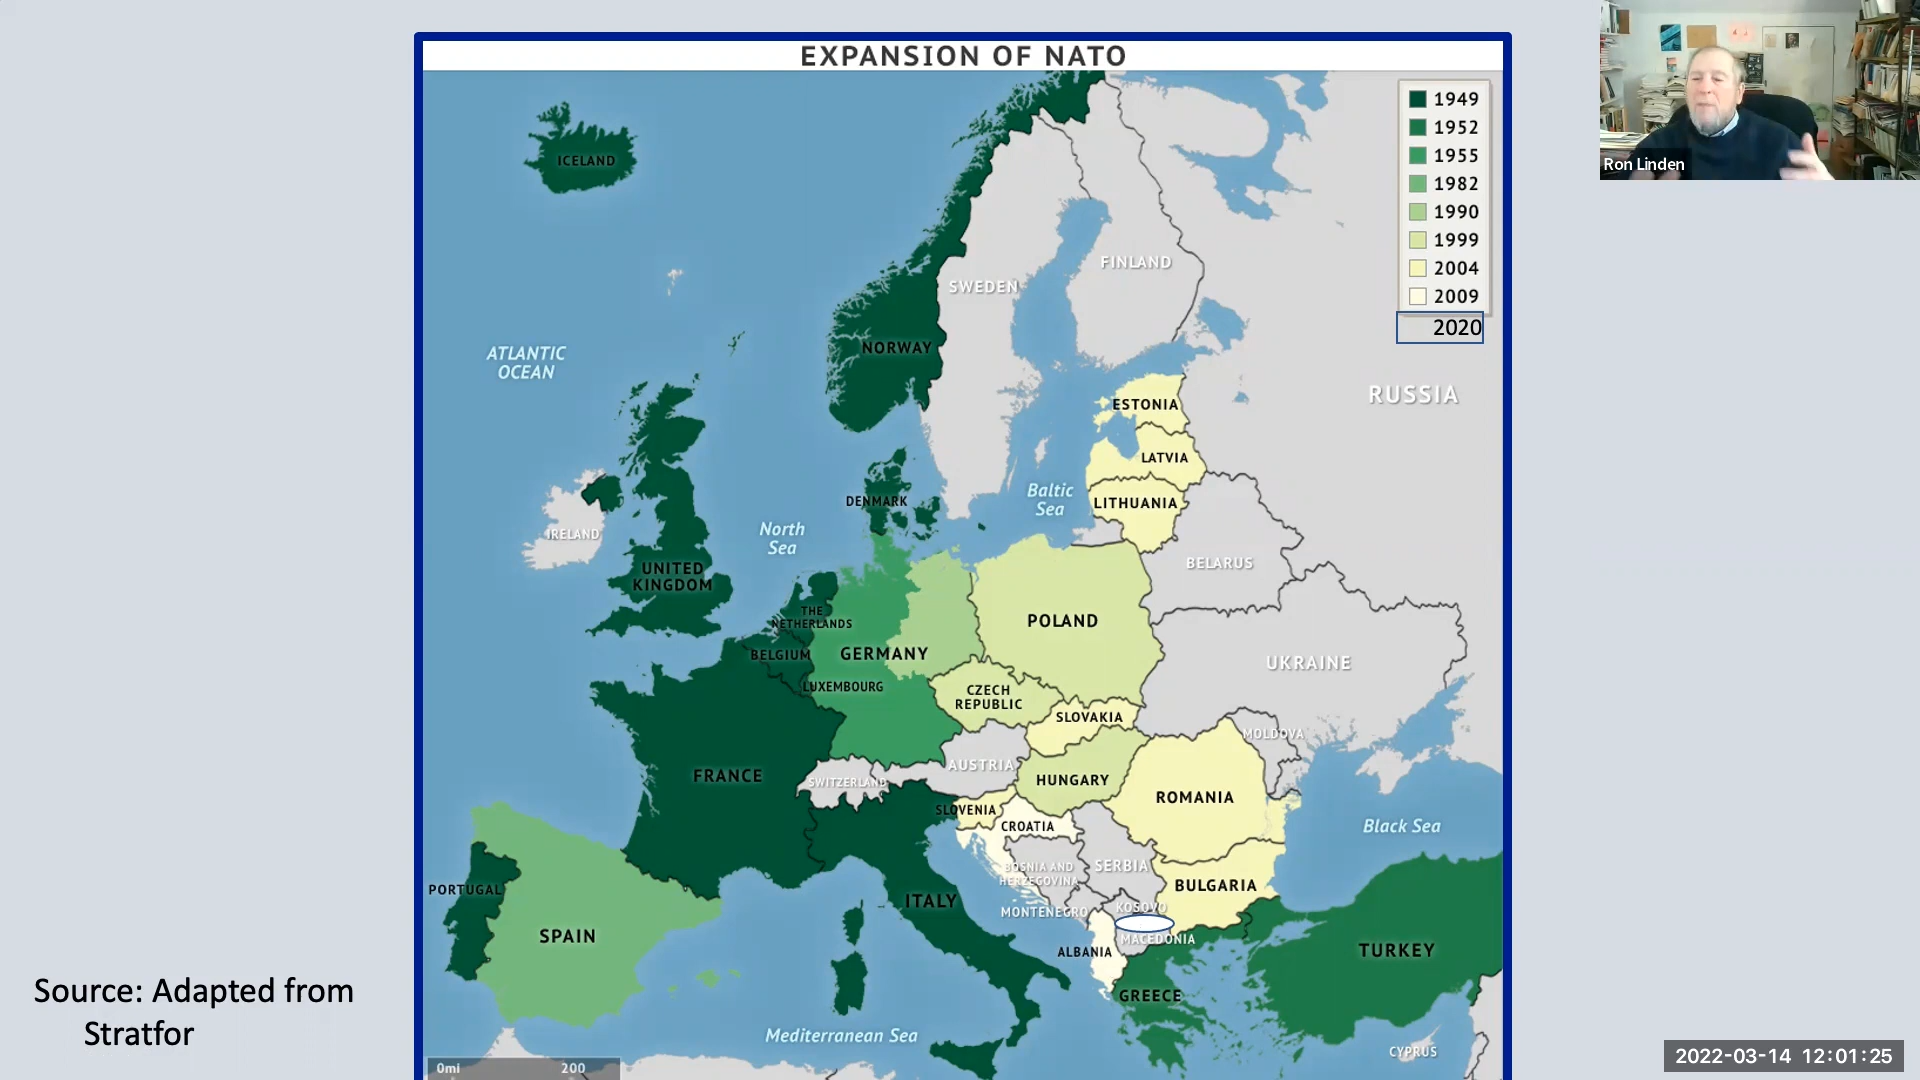 EXPANSION OF NATO
1949
1952
1955
1982
1990
1999
2004
2009
2020
Ron Linden
ICELAND
SWEDEN
FINLAND
NORWAY
ATLANTIC
OCEAN
RUSSIA
ESTONIA
LATVIA
LITHUANIA
Baltic
Sea
DENMARK
North
Sea
IRELAND
UNITED
KINGDOM
BELARUS
THE
NETHERLANDS
BELGIUM
GERMANY
LUXEMBOURG
POLAND
UKRAINE
CZECH
REPUBLIC
SLOVAKIA
MOLDOVA
FRANCE
SWITZERLAND
AUSTRIA
HUNGARY
ROMANIA
SLOVENIA
CROATIA
Black Sea
BOSNIA AND
HERZEGOVINA
SERBIA
BULGARIA
PORTUGAL
SPAIN
ITALY
MONTENEGRO
KOSOVO
MACEDONIA
ALBANIA
TURKEY
GREECE
Mediterranean Sea
CYPRUS
0mi
200
Source: Adapted from
Stratfor
2022-03-14 12:01:25